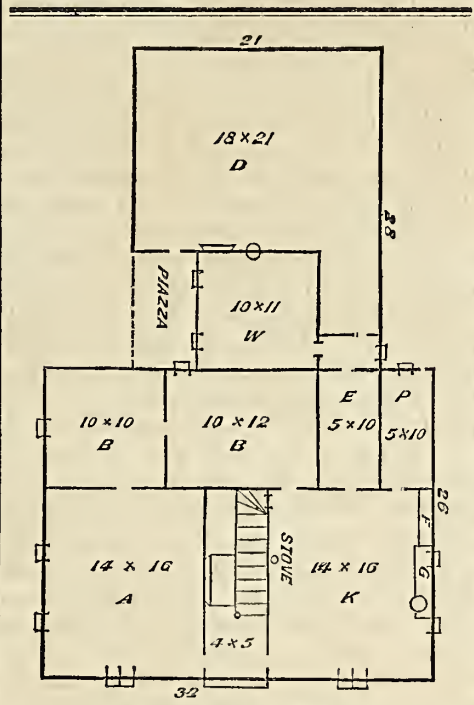 21
18 × 21
D
28
PIAZZA
10 × 11
W
10 × 10
B
10 × 12
B
E
5 × 10
P
5 × 10
26
F
G
STOVE
14 × 16
A
14 × 16
K
4 × 5
32